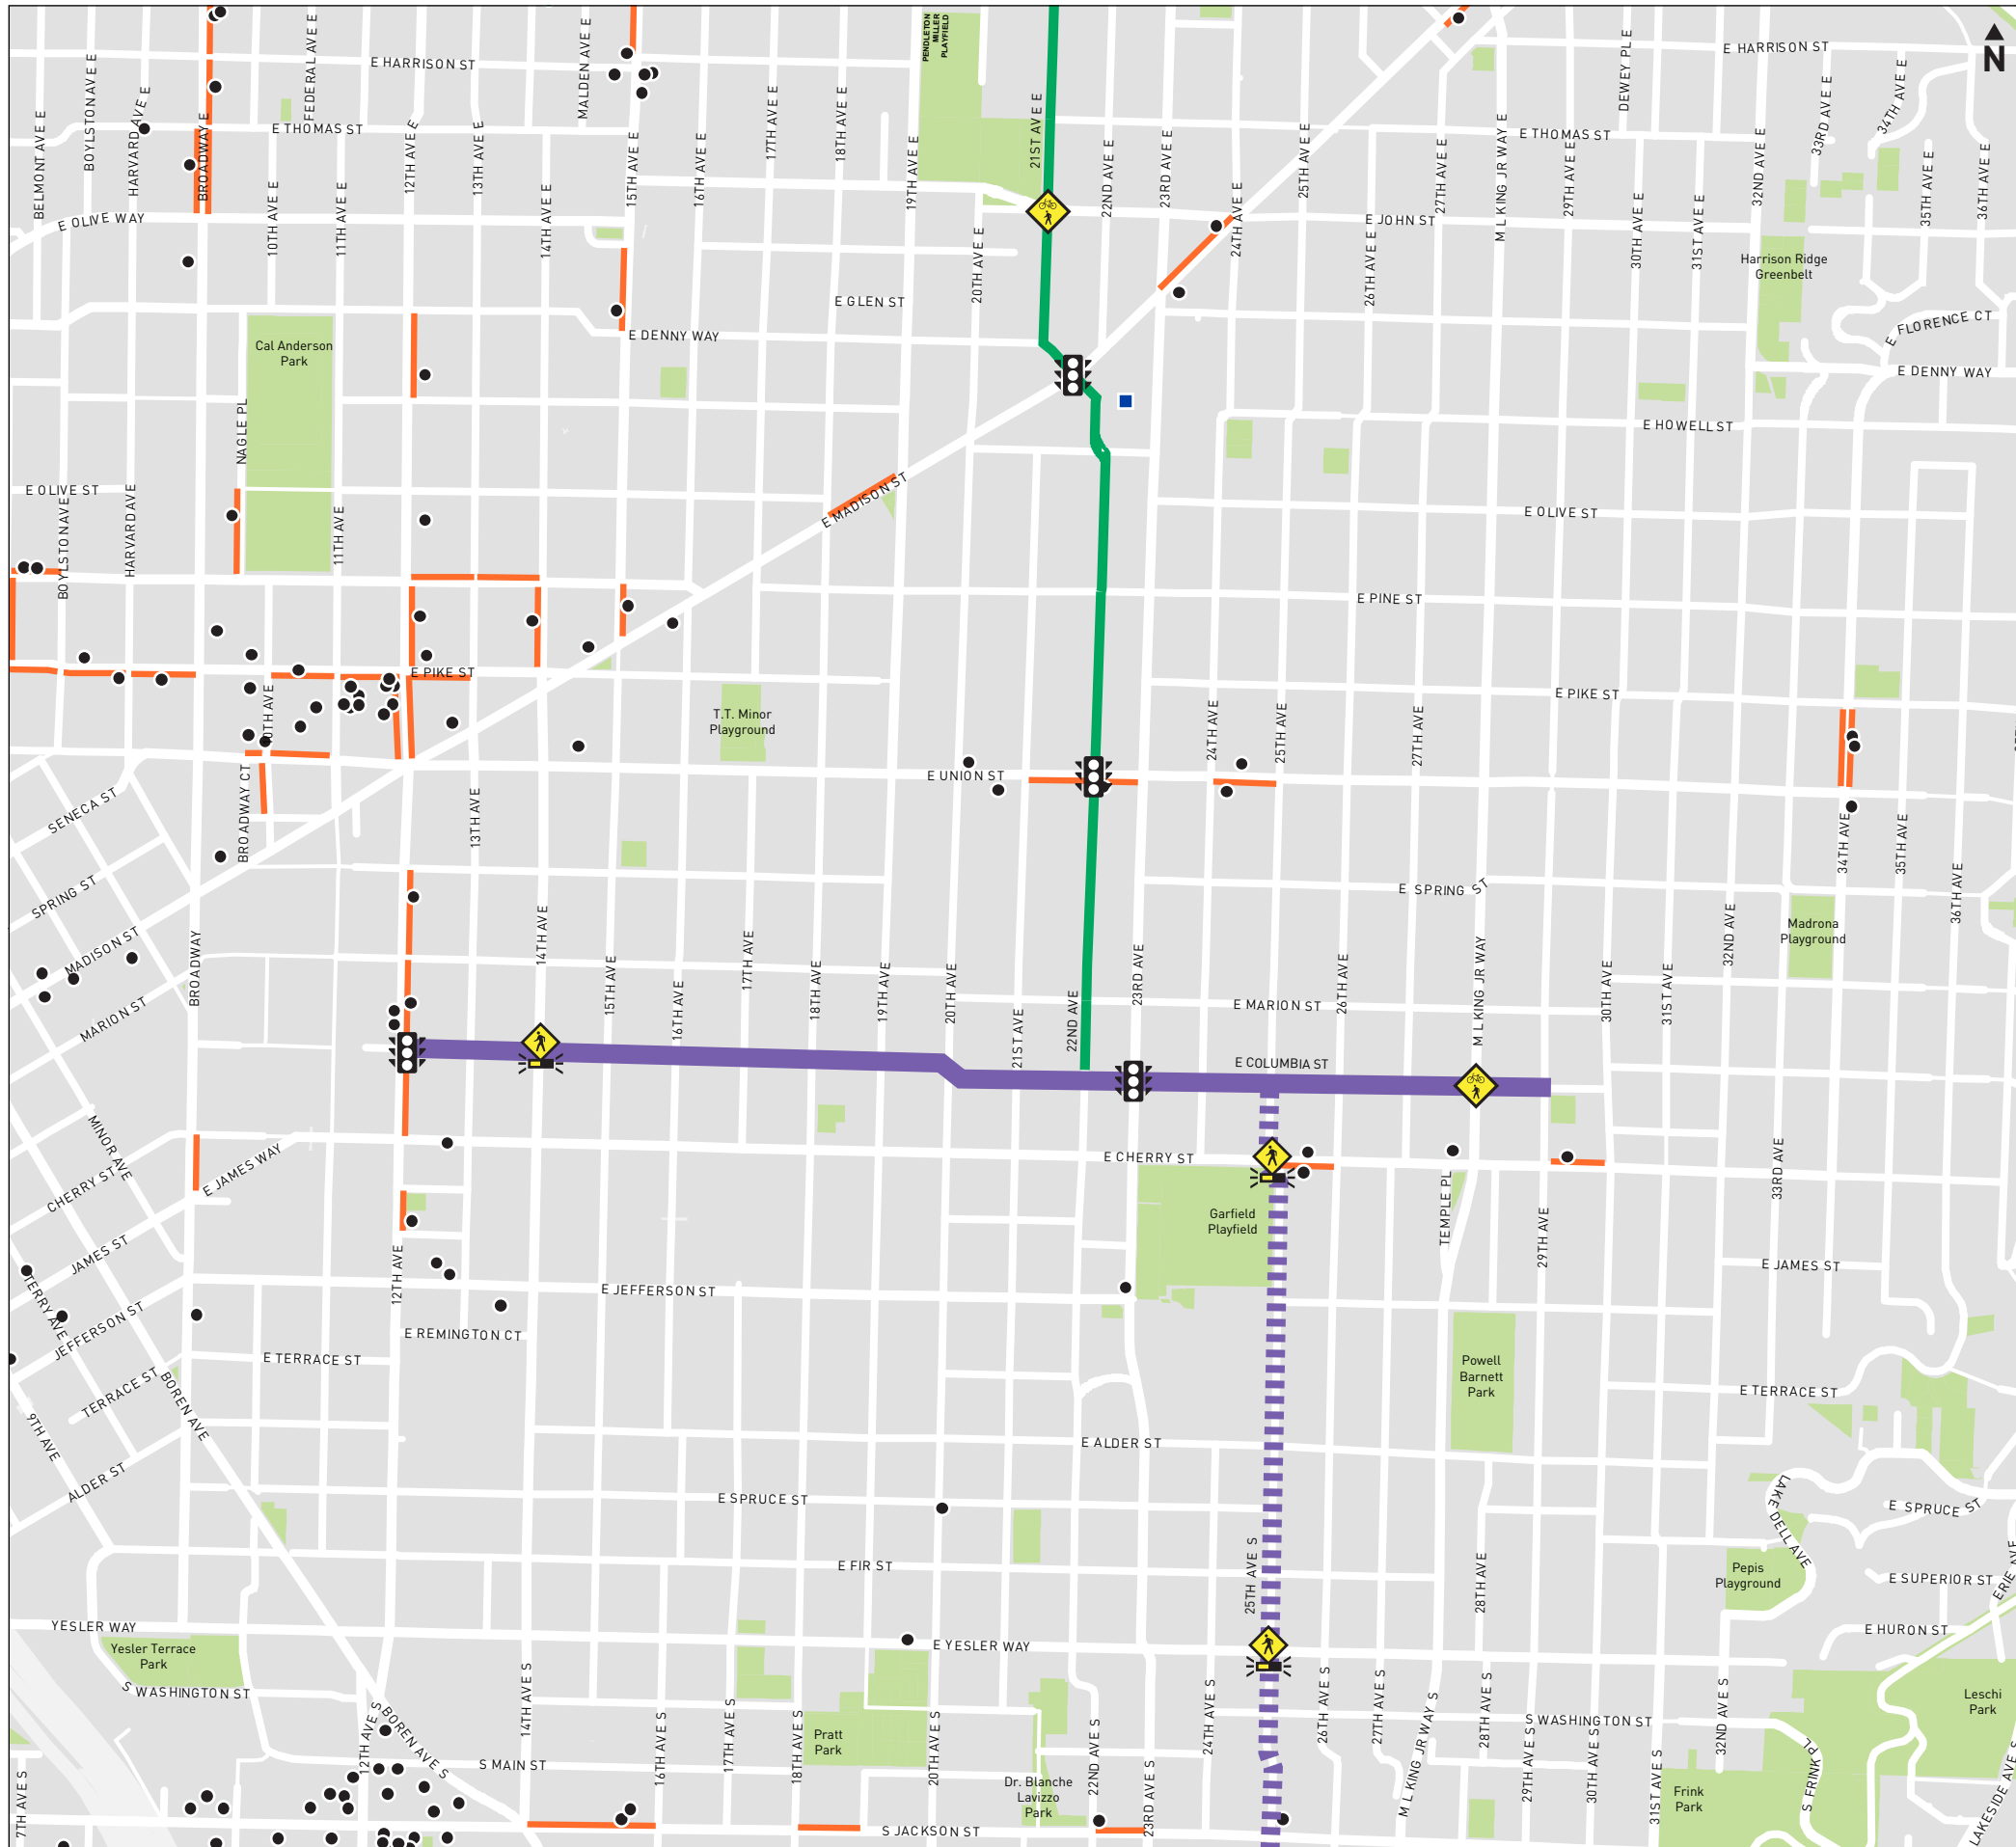 PENDLETON
MILLER
PLAYFIELD
N
E HARRISON ST
E HARRISON ST
BELMONT AVE E
BOYLSTON AVE E
HARVARD AVE E
BROADWAY E
FEDERAL AVE E
MALDEN AVE E
DEWEY PL E
E THOMAS ST
E THOMAS ST
10TH AVE E
11TH AVE E
12TH AVE E
13TH AVE E
14TH AVE E
15TH AVE E
16TH AVE E
17TH AVE E
18TH AVE E
19TH AVE E
20TH AVE E
21ST AVE E
22ND AVE E
23RD AVE E
24TH AVE E
25TH AVE E
26TH AVE E
27TH AVE E
M L KING JR WAY E
29TH AVE E
30TH AVE E
31ST AVE E
32ND AVE E
33RD AVE E
34TH AVE E
35TH AVE E
36TH AVE E
E OLIVE WAY
E JOHN ST
Harrison Ridge
Greenbelt
E GLEN ST
E DENNY WAY
E FLORENCE CT
E DENNY WAY
Cal Anderson
Park
NAGLE PL
E HOWELL ST
E OLIVE ST
E MADISON ST
E OLIVE ST
BOYLSTON AVE
HARVARD AVE
11TH AVE
E PINE ST
E PIKE ST
E PIKE ST
10TH AVE
T.T. Minor
Playground
24TH AVE
25TH AVE
27TH AVE
E UNION ST
SENECA ST
BROADWAY CT
13TH AVE
34TH AVE
35TH AVE
36TH AVE
SPRING ST
E SPRING ST
MADISON ST
MARION ST
BROADWAY
14TH AVE
15TH AVE
16TH AVE
17TH AVE
18TH AVE
19TH AVE
20TH AVE
21ST AVE
22ND AVE
23RD AVE
26TH AVE
M L KING JR WAY
30TH AVE
31ST AVE
32ND AVE
Madrona
Playground
E MARION ST
E COLUMBIA ST
MINOR AVE
CHERRY ST
E JAMES WAY
E CHERRY ST
33RD AVE
Garfield
Playfield
TEMPLE PL
29TH AVE
JAMES ST
12TH AVE
E JAMES ST
TERRY AVE
JEFFERSON ST
E JEFFERSON ST
E REMINGTON CT
E TERRACE ST
TERRACE ST
BOREN AVE
Powell
Barnett
Park
E TERRACE ST
9TH AVE
E ALDER ST
ALDER ST
E SPRUCE ST
LAKE DELL AVE
E SPRUCE ST
E FIR ST
25TH AVE S
28TH AVE
Pepis
Playground
E SUPERIOR ST
ERIE AVE
YESLER WAY
E YESLER WAY
E HURON ST
Yesler Terrace
Park
S WASHINGTON ST
S WASHINGTON ST
Leschi
Park
12TH AVE S
BOREN AVE S
14TH AVE S
16TH AVE S
17TH AVE S
18TH AVE S
Pratt
Park
20TH AVE S
22ND AVE S
23RD AVE S
24TH AVE S
26TH AVE S
27TH AVE S
M L KING JR WAY S
28TH AVE S
29TH AVE S
30TH AVE S
31ST AVE S
32ND AVE S
S FRINK PL
LAKESIDE AVE S
S MAIN ST
Dr. Blanche
Lavizzo
Park
Frink
Park
7TH AVE S
S JACKSON ST